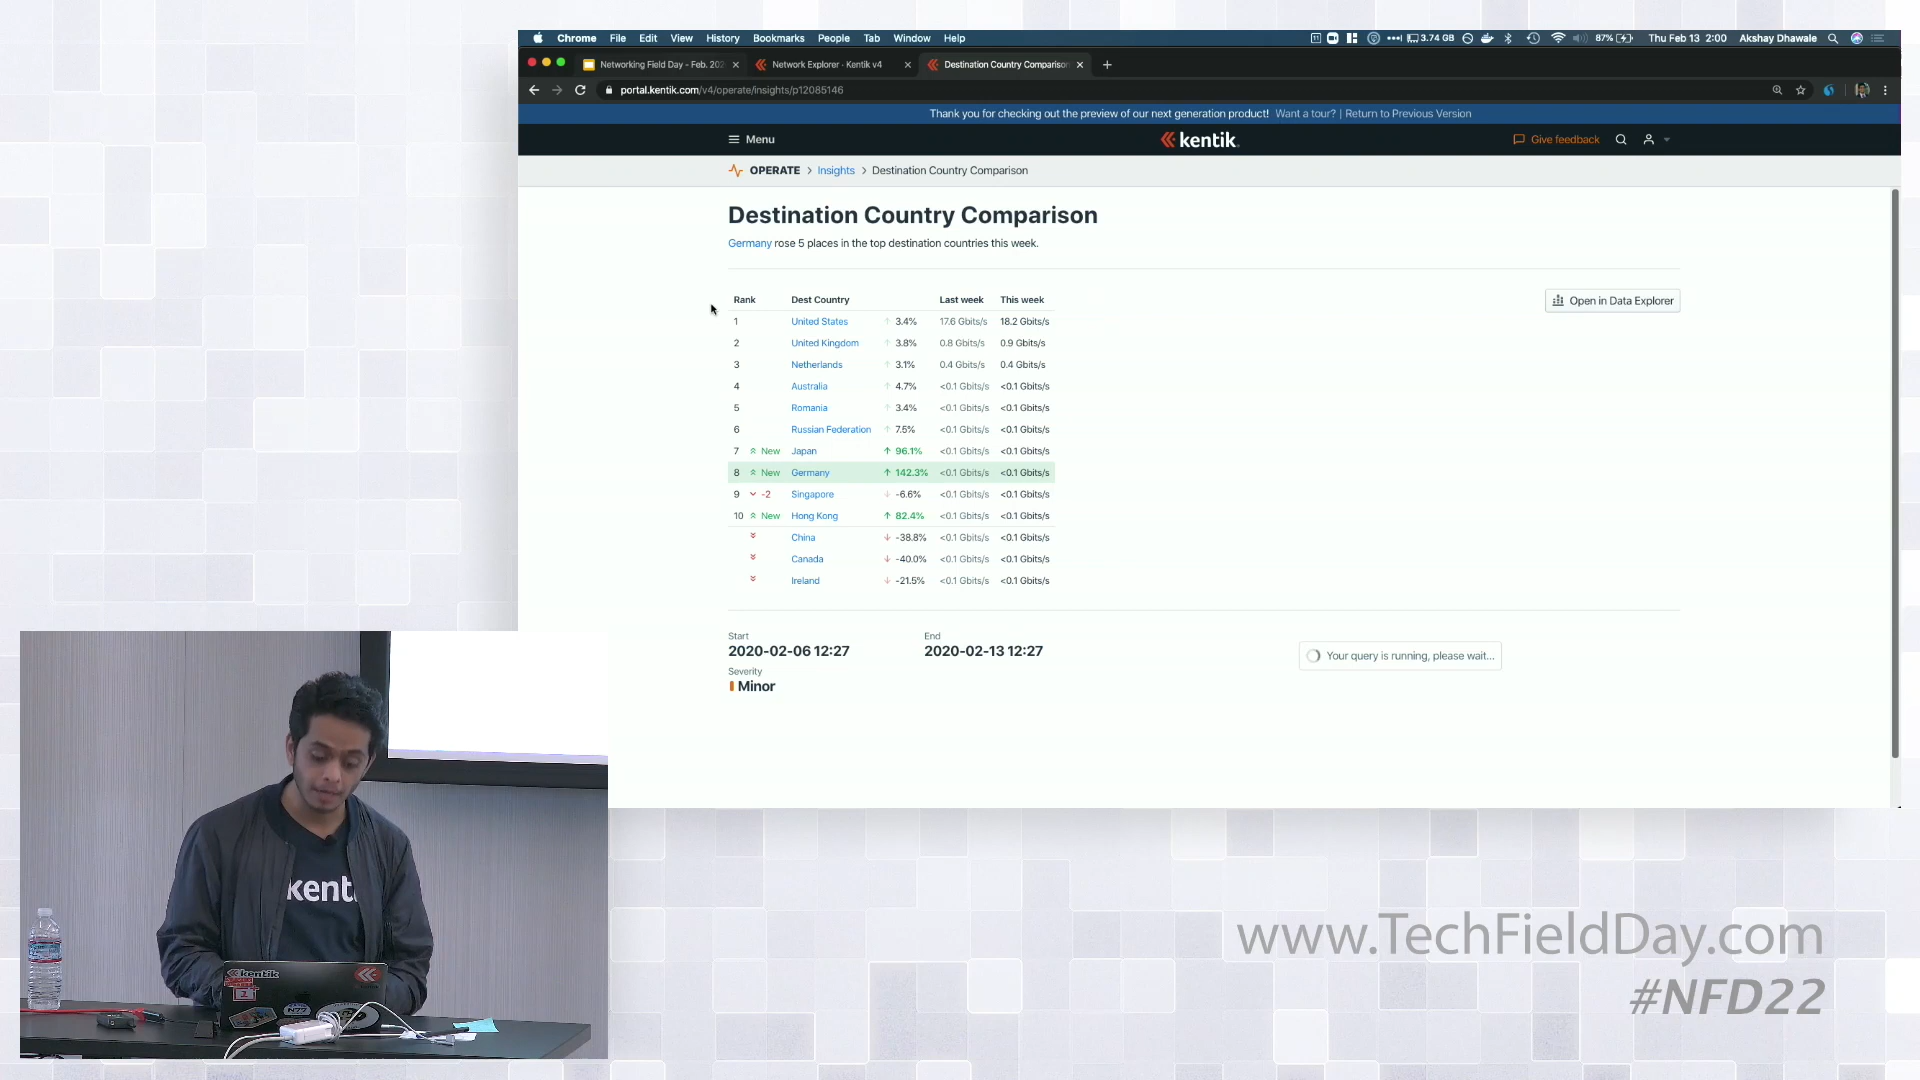 Chrome File Edit View History Bookmarks People Tab Window Help 3.74 GB 87% Thu Feb 13 2:00 Akshay Dhawale
Networking Field Day - Feb. 202 Network Explorer - Kentik v4 Destination Country Comparison
portal.kentik.com/v4/operate/insights/p12085146
Thank you for checking out the preview of our next generation product! Want a tour? | Return to Previous Version
Menu kentik Give feedback
OPERATE > Insights > Destination Country Comparison
Destination Country Comparison
Germany rose 5 places in the top destination countries this week.
Rank Dest Country Last week This week
Open in Data Explorer
1 United States ↑ 3.4% 17.6 Gbits/s 18.2 Gbits/s
2 United Kingdom ↑ 3.8% 0.8 Gbits/s 0.9 Gbits/s
3 Netherlands ↑ 3.1% 0.4 Gbits/s 0.4 Gbits/s
4 Australia ↑ 4.7% <0.1 Gbits/s <0.1 Gbits/s
5 Romania ↑ 3.4% <0.1 Gbits/s <0.1 Gbits/s
6 Russian Federation ↑ 7.5% <0.1 Gbits/s <0.1 Gbits/s
7 New Japan ↑ 96.1% <0.1 Gbits/s <0.1 Gbits/s
8 New Germany ↑ 142.3% <0.1 Gbits/s <0.1 Gbits/s
9 -2 Singapore ↓ -6.6% <0.1 Gbits/s <0.1 Gbits/s
10 New Hong Kong ↑ 82.4% <0.1 Gbits/s <0.1 Gbits/s
China ↓ -38.8% <0.1 Gbits/s <0.1 Gbits/s
Canada ↓ -40.0% <0.1 Gbits/s <0.1 Gbits/s
Ireland ↓ -21.5% <0.1 Gbits/s <0.1 Gbits/s
Start End
2020-02-06 12:27 2020-02-13 12:27
Your query is running, please wait...
Severity
Minor
kent
kentik
www.TechFieldDay.com
#NFD22